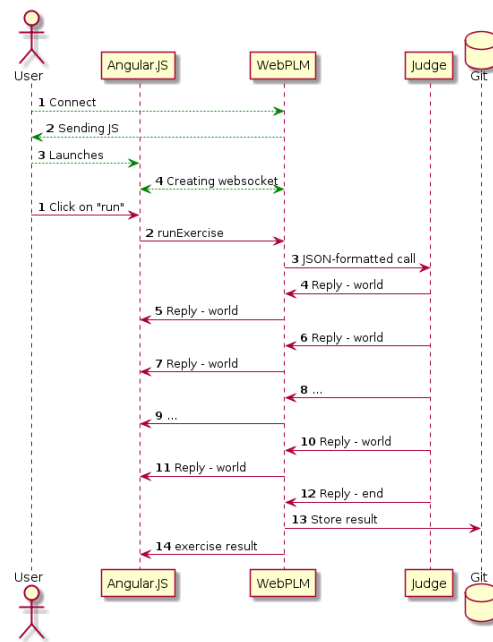 User
Angular.JS
WebPLM
Judge
Git
1 Connect
2 Sending JS
3 Launches
4 Creating websocket
1 Click on "run"
2 runExercise
3 JSON-formatted call
4 Reply - world
5 Reply - world
6 Reply - world
7 Reply - world
8 ...
9 ...
10 Reply - world
11 Reply - world
12 Reply - end
13 Store result
14 exercise result
User
Angular.JS
WebPLM
Judge
Git